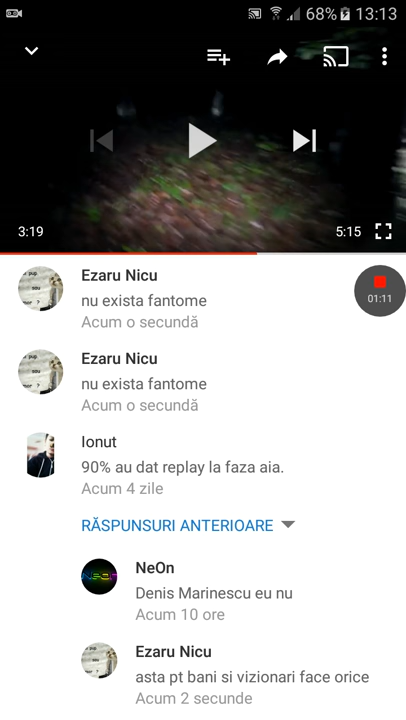 68% 13:13
3:19
5:15
Ezaru Nicu
nu exista fantome
Acum o secundă
01:11
Ezaru Nicu
nu exista fantome
Acum o secundă
Ionut
90% au dat replay la faza aia.
Acum 4 zile
RĂSPUNSURI ANTERIOARE
NeOn
Denis Marinescu eu nu
Acum 10 ore
Ezaru Nicu
asta pt bani si vizionari face orice
Acum 2 secunde